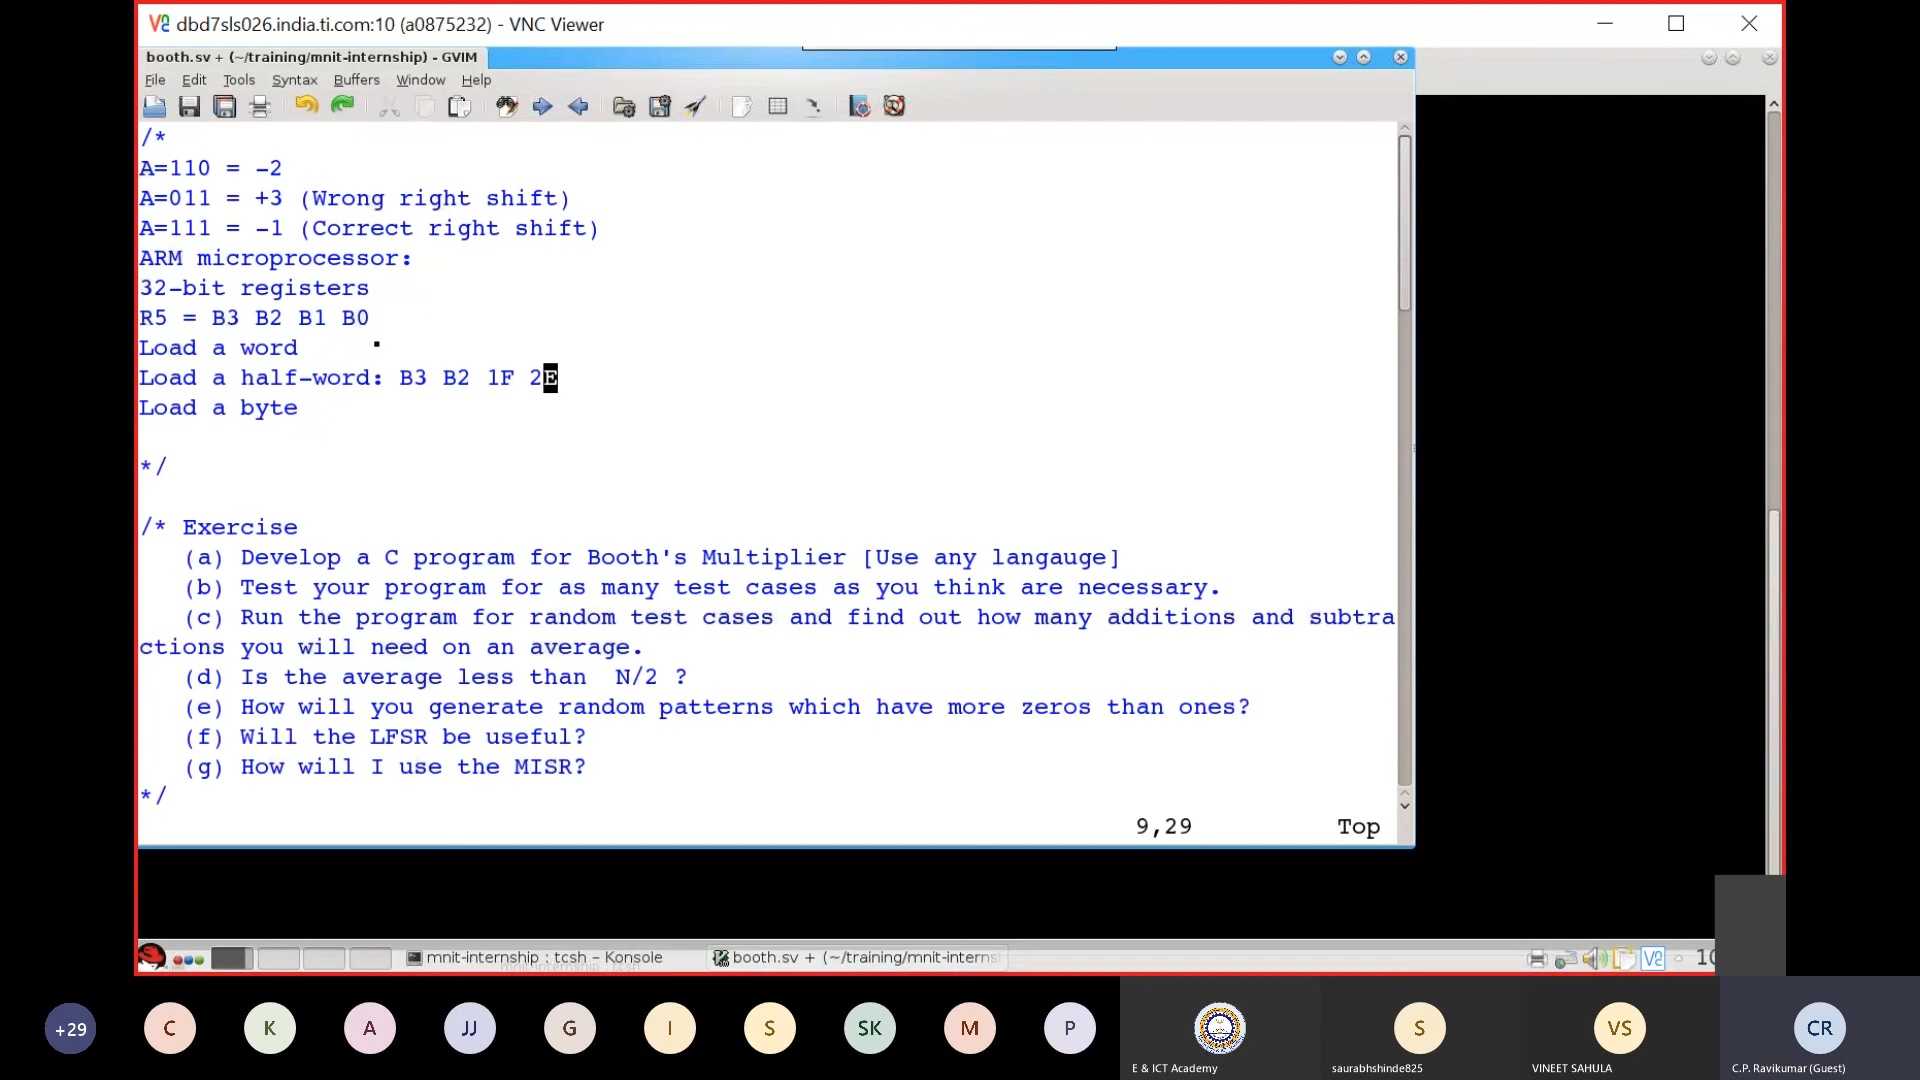 dbd7sls026.india.ti.com:10 (a0875232) - VNC Viewer
booth.sv + (~/training/mnit-internship) - GVIM
File Edit Tools Syntax Buffers Window Help
/*
A=110 = -2
A=011 = +3 (Wrong right shift)
A=111 = -1 (Correct right shift)
ARM microprocessor:
32-bit registers
R5 = B3 B2 B1 B0
Load a word
Load a half-word: B3 B2 1F 2E
Load a byte
*/
/* Exercise
(a) Develop a C program for Booth's Multiplier [Use any langauge]
(b) Test your program for as many test cases as you think are necessary.
(c) Run the program for random test cases and find out how many additions and subtra
ctions you will need on an average.
(d) Is the average less than N/2 ?
(e) How will you generate random patterns which have more zeros than ones?
(f) Will the LFSR be useful?
(g) How will I use the MISR?
*/
9,29 Top
mnit-internship : tcsh - Konsole
booth.sv + (~/training/mnit-interns
10
+29 C K A JJ G I S SK M P S VS CR
E & ICT Academy saurabhshinde825 VINEET SAHULA C.P. Ravikumar (Guest)